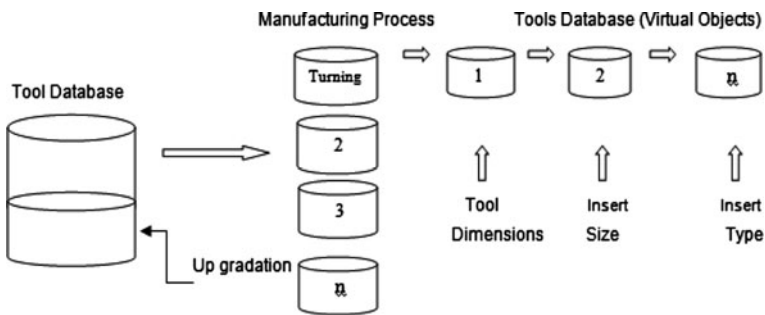 Manufacturing Process
Tools Database (Virtual Objects)
Tool Database
Turning
1
2
n
2
3
n
Up gradation
Tool
Dimensions
Insert
Size
Insert
Type